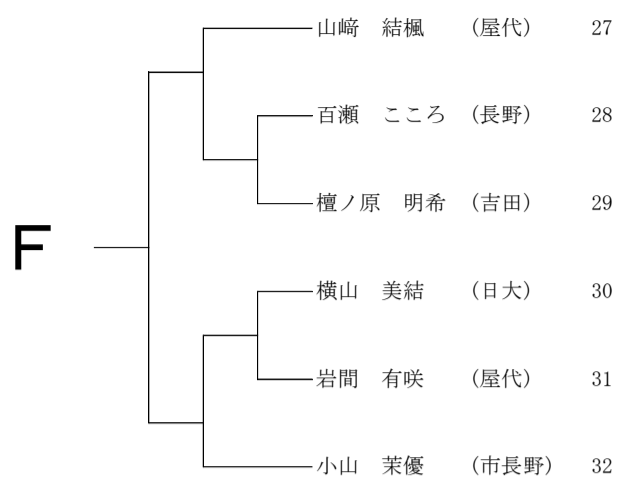 山﨑　結楓　（屋代）　27
百瀬　こころ　（長野）　28
檀ノ原　明希　（吉田）　29
F
横山　美結　（日大）　30
岩間　有咲　（屋代）　31
小山　茉優　（市長野）　32